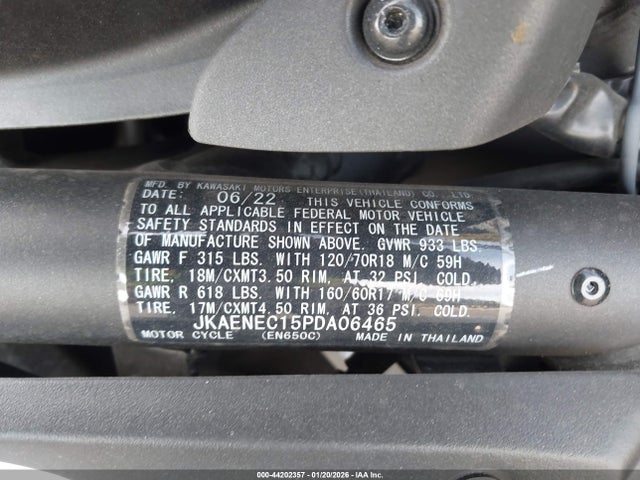 MFD. BY KAWASAKI MOTORS ENTERPRISE(THAILAND) CO., LTD.
DATE: 06/22 THIS VEHICLE CONFORMS
TO ALL APPLICABLE FEDERAL MOTOR VEHICLE
SAFETY STANDARDS IN EFFECT ON THE DATE
OF MANUFACTURE SHOWN ABOVE. GVWR 933 LBS.
GAWR F 315 LBS. WITH 120/70R18 M/C 59H
TIRE, 18M/CXMT3.50 RIM, AT 32 PSI. COLD.
GAWR R 618 LBS. WITH 160/60R17 M/C 69H
TIRE, 17M/CXMT4.50 RIM, AT 36 PSI. COLD.
JKAENEC15PDA06465
MOTOR CYCLE (EN650C) MADE IN THAILAND
000-44202357 | 01/20/2026 | IAAC